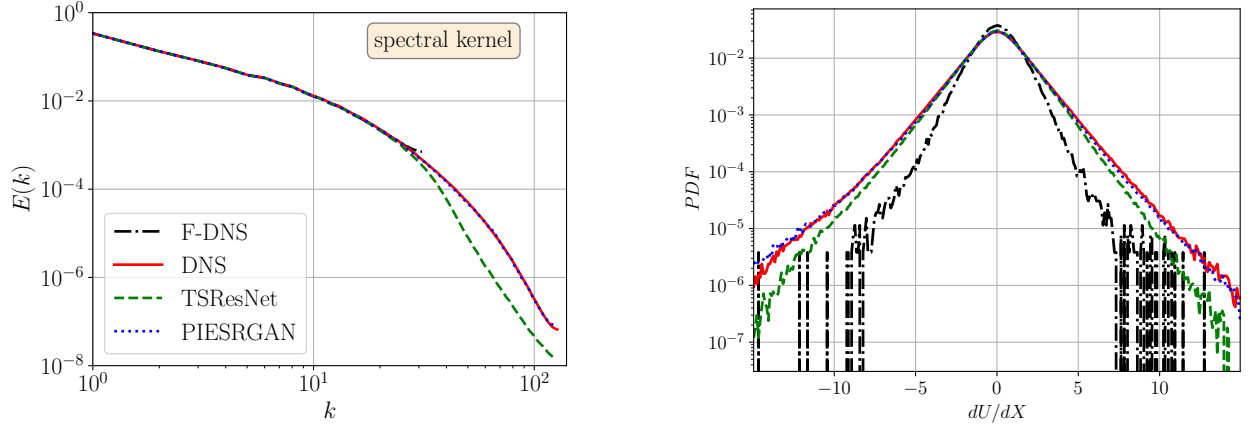 spectral kernel
E(k)
10^0
10^-2
10^-4
10^-6
10^-8
F-DNS
DNS
TSResNet
PIESRGAN
10^0
10^1
10^2
k
PDF
10^-2
10^-3
10^-4
10^-5
10^-6
10^-7
−10
−5
0
5
10
dU/dX